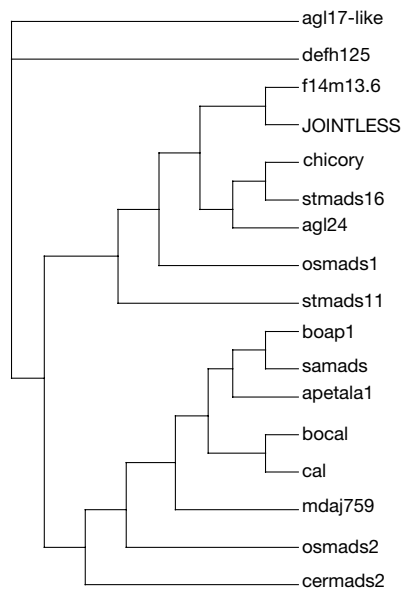 agl17-like
defh125
f14m13.6
JOINTLESS
chicory
stmads16
agl24
osmads1
stmads11
boap1
samads
apetala1
bocal
cal
mdaj759
osmads2
cermads2